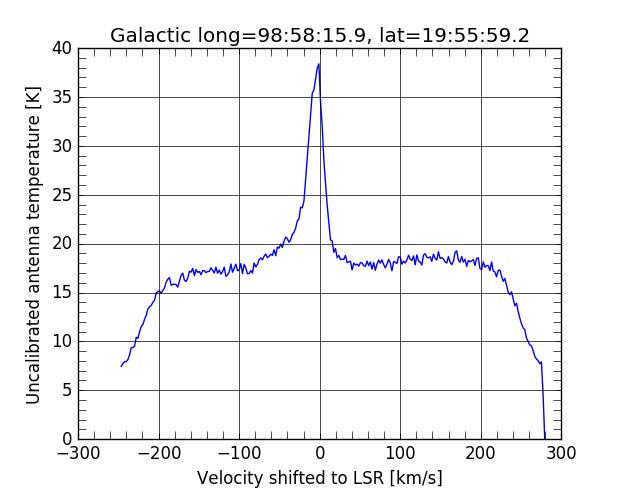 Galactic long=98:58:15.9, lat=19:55:59.2
Uncalibrated antenna temperature [K]
40
35
30
25
20
15
10
5
0
−300 −200 −100 0 100 200 300
Velocity shifted to LSR [km/s]